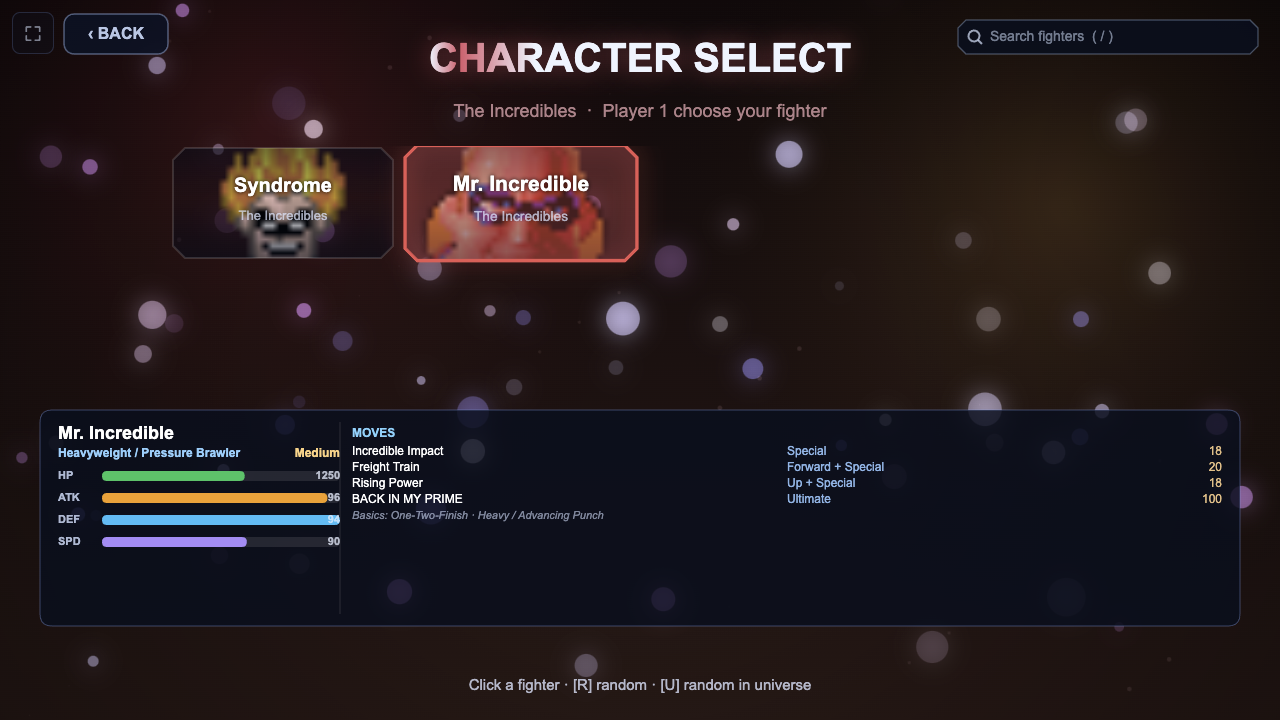 ‹ BACK
Search fighters ( / )
CHARACTER SELECT
The Incredibles · Player 1 choose your fighter
Syndrome
The Incredibles
Mr. Incredible
The Incredibles
Mr. Incredible
Heavyweight / Pressure Brawler Medium
HP 1250
ATK 96
DEF 94
SPD 90
MOVES
Incredible Impact Special 18
Freight Train Forward + Special 20
Rising Power Up + Special 18
BACK IN MY PRIME Ultimate 100
Basics: One-Two-Finish · Heavy / Advancing Punch
Click a fighter · [R] random · [U] random in universe